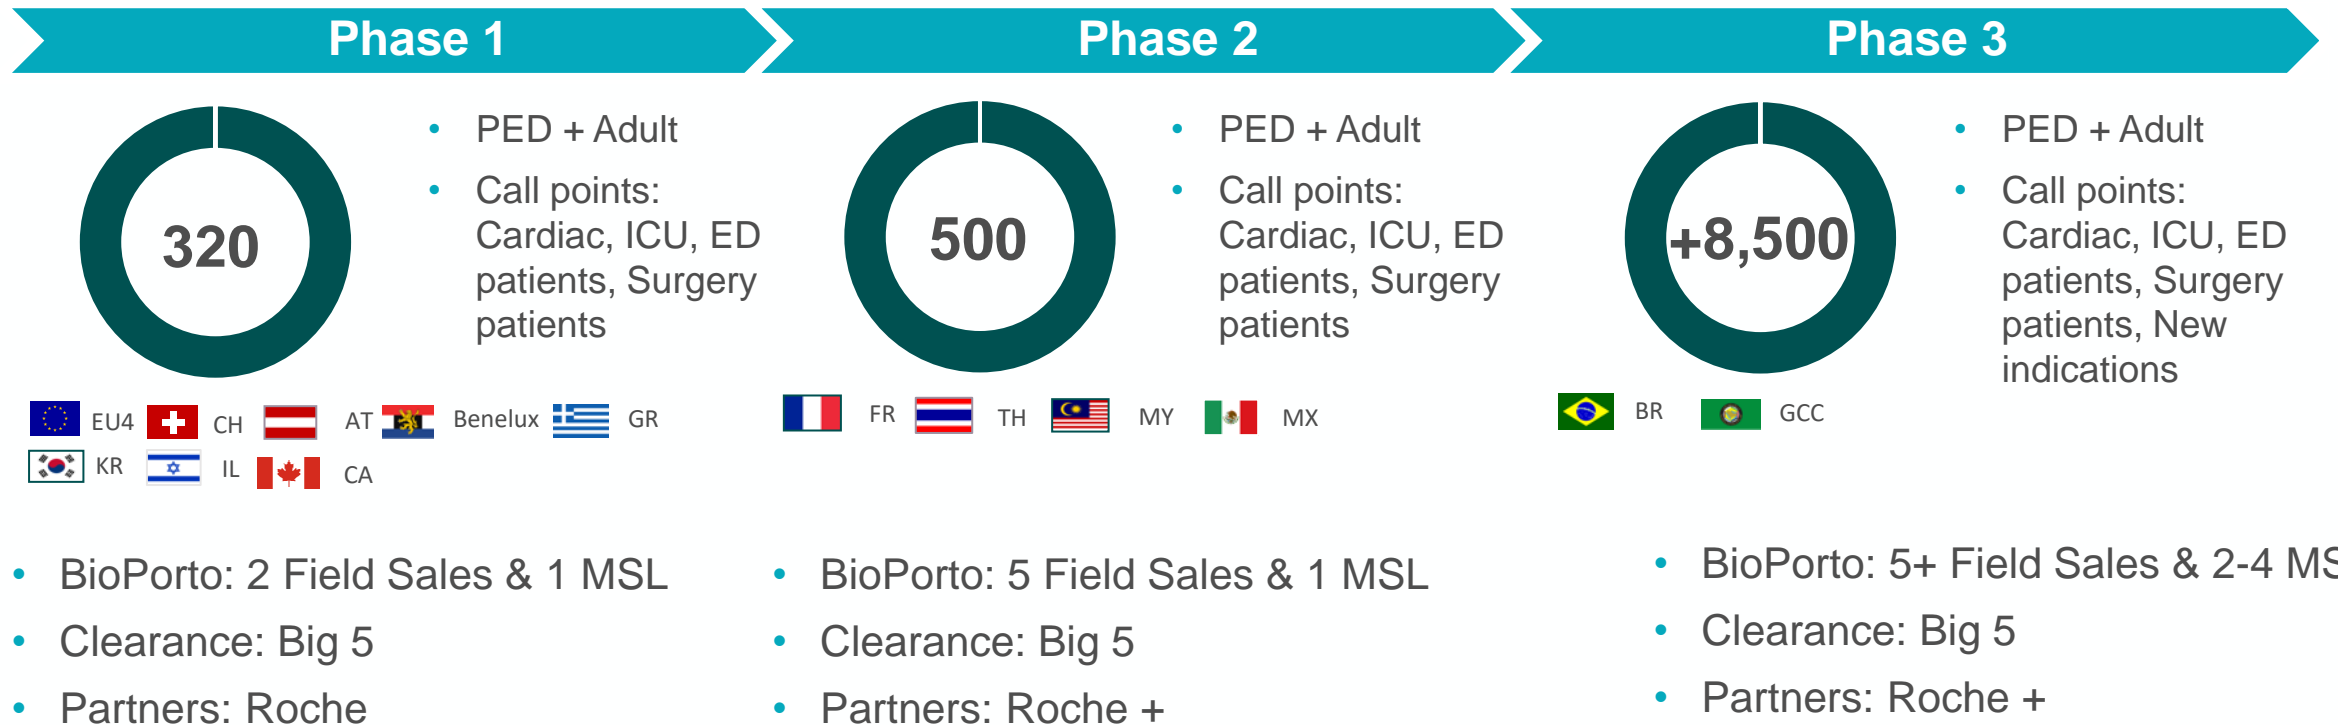 Phase 1
320
• PED + Adult
• Call points:
Cardiac, ICU, ED
patients, Surgery
patients
EU4 CH AT Benelux GR
KR IL CA
• BioPorto: 2 Field Sales & 1 MSL
• Clearance: Big 5
• Partners: Roche
Phase 2
500
• PED + Adult
• Call points:
Cardiac, ICU, ED
patients, Surgery
patients
FR TH MY MX
• BioPorto: 5 Field Sales & 1 MSL
• Clearance: Big 5
• Partners: Roche +
Phase 3
+8,500
• PED + Adult
• Call points:
Cardiac, ICU, ED
patients, Surgery
patients, New
indications
BR GCC
• BioPorto: 5+ Field Sales & 2-4 MS
• Clearance: Big 5
• Partners: Roche +